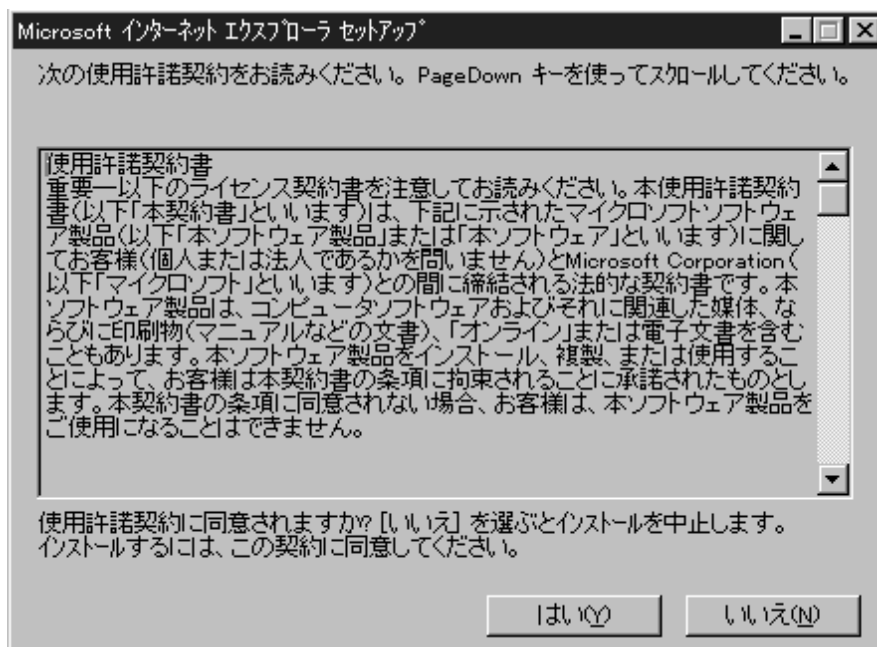 Microsoft ｲﾝﾀｰﾈｯﾄ ｴｸｽﾌﾟﾛｰﾗ ｾｯﾄｱｯﾌﾟ
次の使用許諾契約をお読みください。PageDown キーを使ってｽｸﾛｰﾙしてください。
使用許諾契約書
重要―以下のライセンス契約書を注意してお読みください。本使用許諾契約
書(以下「本契約書」といいます)は、下記に示されたマイクロソフトソフトウェ
ア製品(以下「本ソフトウェア製品」または「本ソフトウェア」といいます)に関し
てお客様(個人または法人であるかを問いません)とMicrosoft Corporation(
以下「マイクロソフト」といいます)との間に締結される法的な契約書です。本
ソフトウェア製品は、コンピュータソフトウェアおよびそれに関連した媒体、な
らびに印刷物(マニュアルなどの文書)、「オンライン」または電子文書を含む
こともあります。本ソフトウェア製品をインストール、複製、または使用するこ
とによって、お客様は本契約書の条項に拘束されることに承諾されたものとし
ます。本契約書の条項に同意されない場合、お客様は、本ソフトウェア製品を
ご使用になることはできません。
使用許諾契約に同意されますか? [いいえ] を選ぶとｲﾝｽﾄｰﾙを中止します。
ｲﾝｽﾄｰﾙするには、この契約に同意してください。
はい(Y)
いいえ(N)